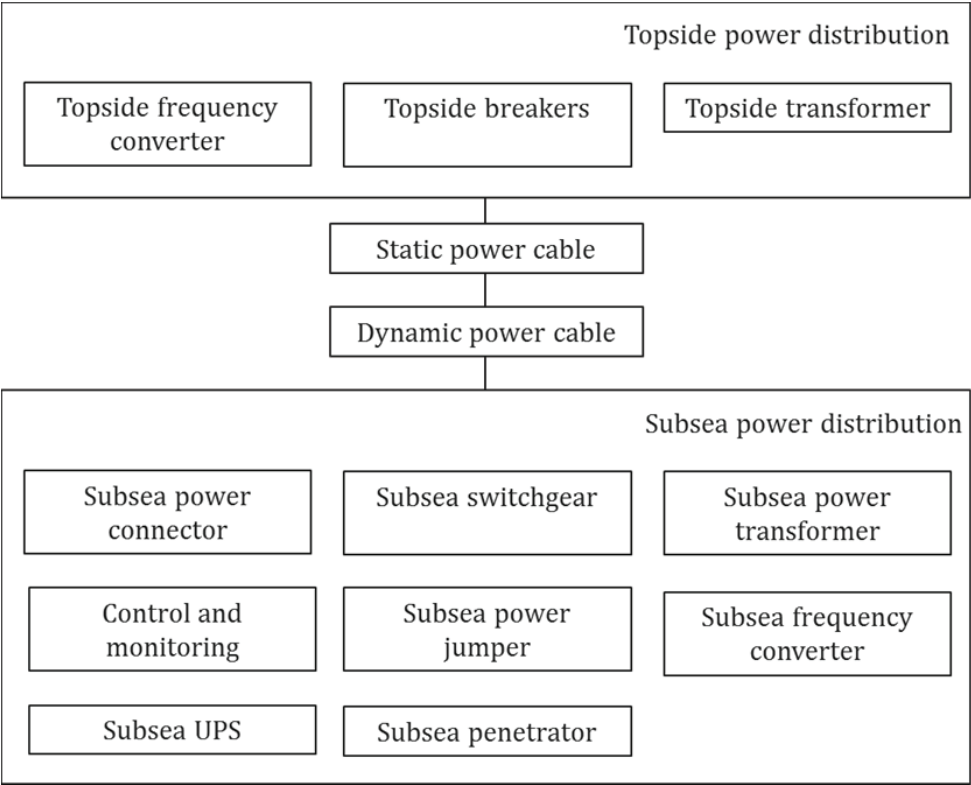 Topside power distribution
Topside frequency
converter
Topside breakers
Topside transformer
Static power cable
Dynamic power cable
Subsea power distribution
Subsea power
connector
Subsea switchgear
Subsea power
transformer
Control and
monitoring
Subsea power
jumper
Subsea frequency
converter
Subsea UPS
Subsea penetrator